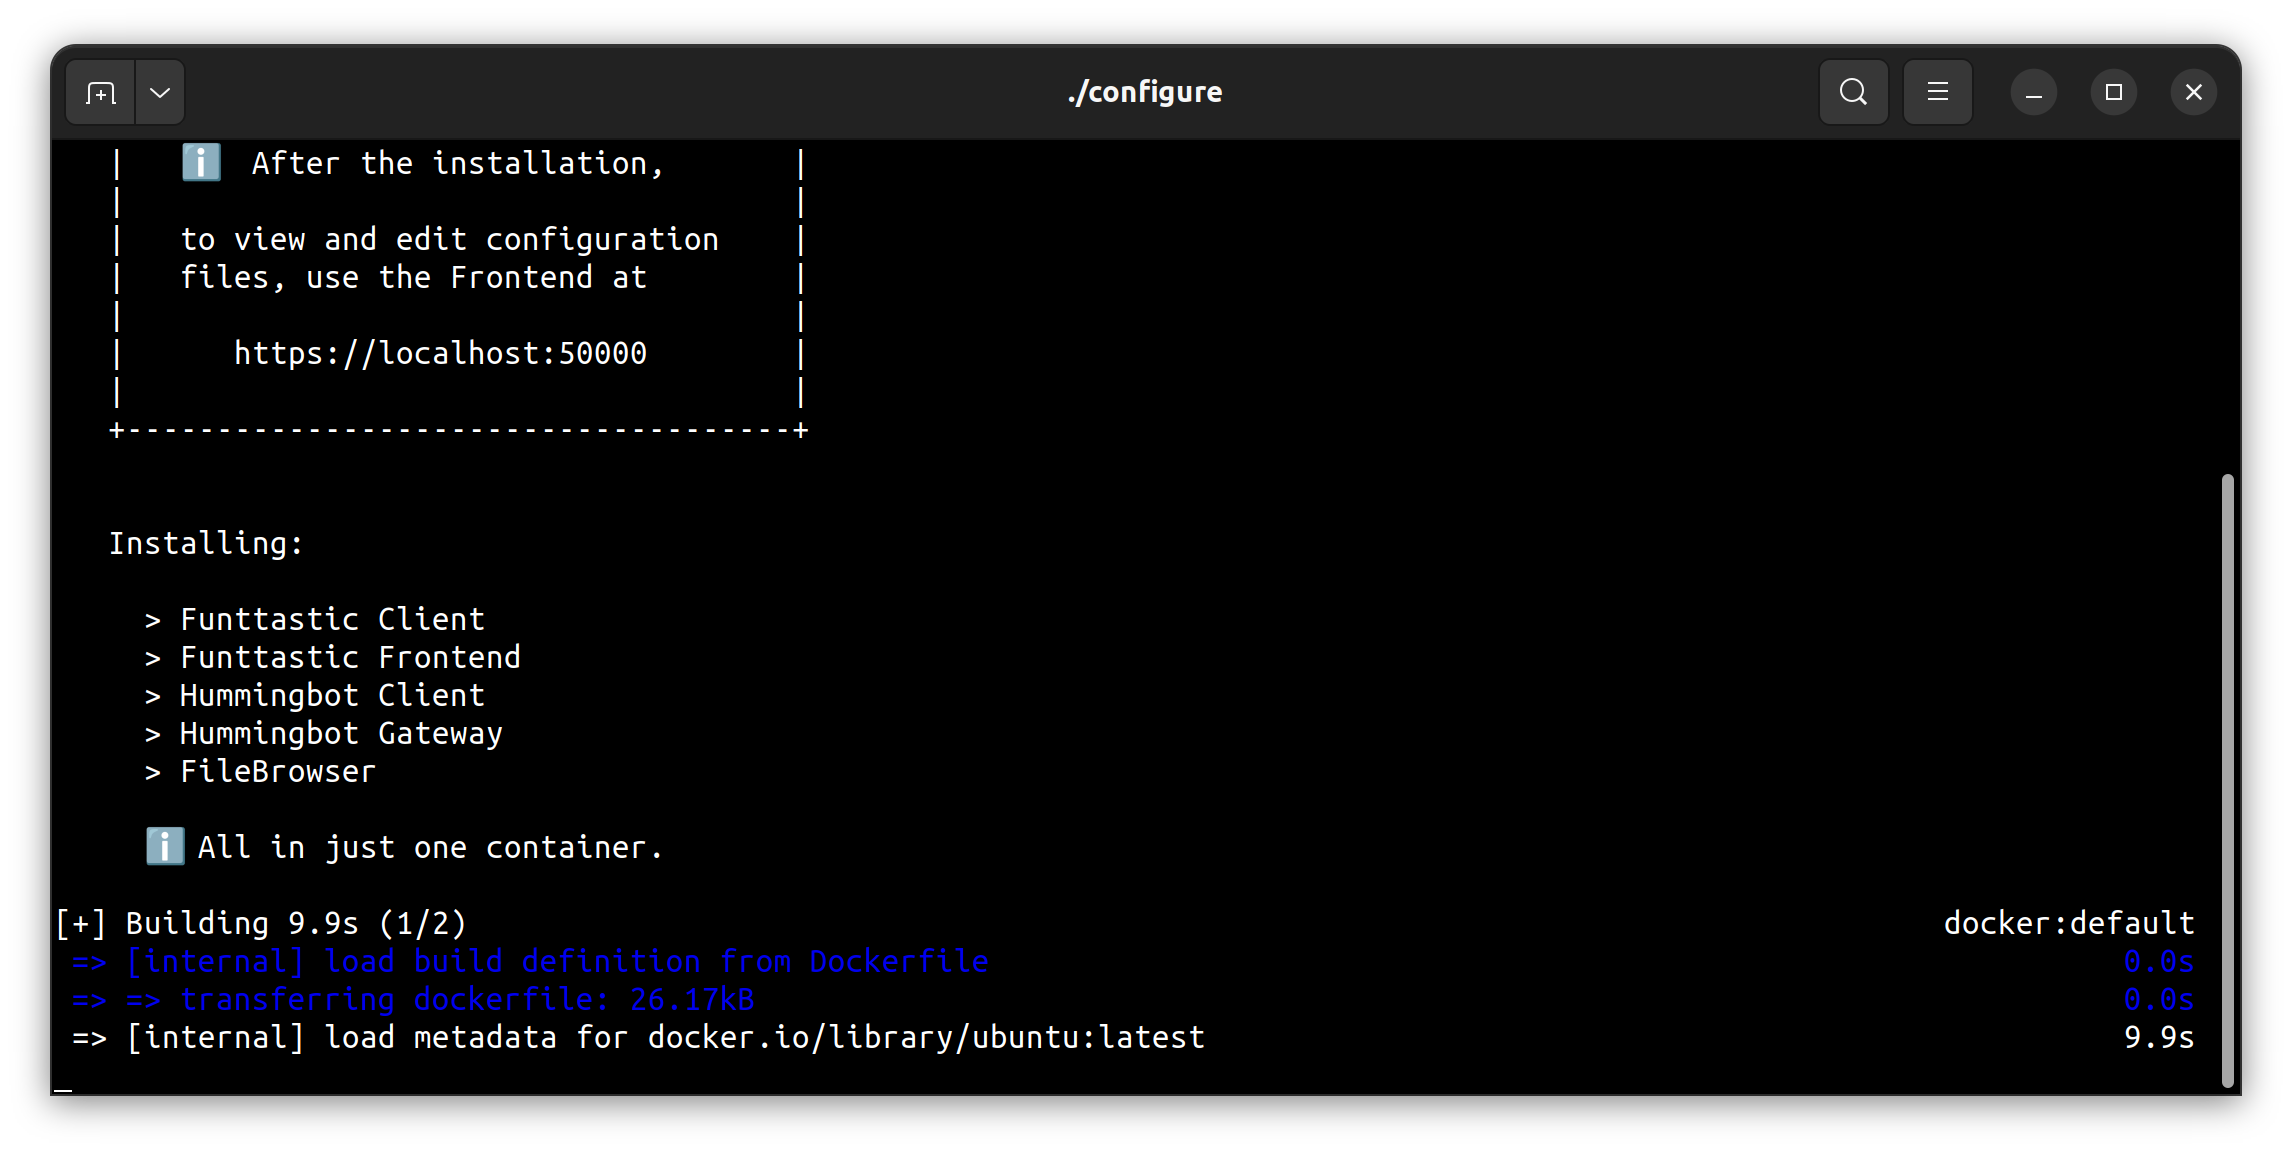 ./configure
|   ℹ️  After the installation,       |
|                                     |
|   to view and edit configuration    |
|   files, use the Frontend at        |
|                                     |
|      https://localhost:50000        |
|                                     |
+-------------------------------------+
Installing:
> Funttastic Client
> Funttastic Frontend
> Hummingbot Client
> Hummingbot Gateway
> FileBrowser
ℹ️ All in just one container.
[+] Building 9.9s (1/2) docker:default
=> [internal] load build definition from Dockerfile 0.0s
=> => transferring dockerfile: 26.17kB 0.0s
=> [internal] load metadata for docker.io/library/ubuntu:latest 9.9s